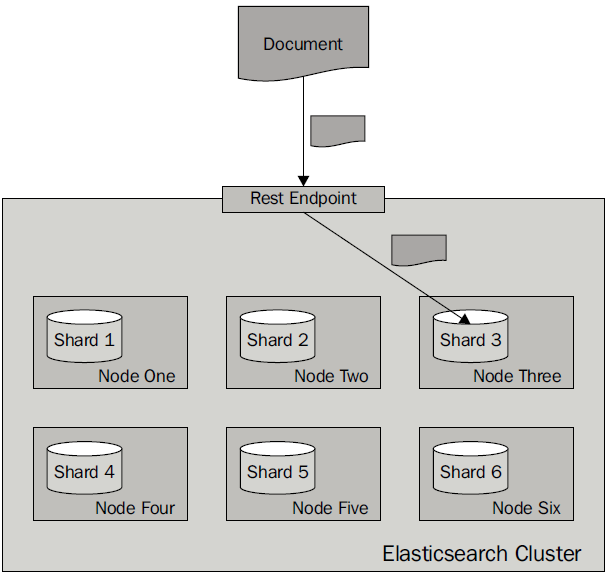 Document
Rest Endpoint
Shard 1
Node One
Shard 2
Node Two
Shard 3
Node Three
Shard 4
Node Four
Shard 5
Node Five
Shard 6
Node Six
Elasticsearch Cluster